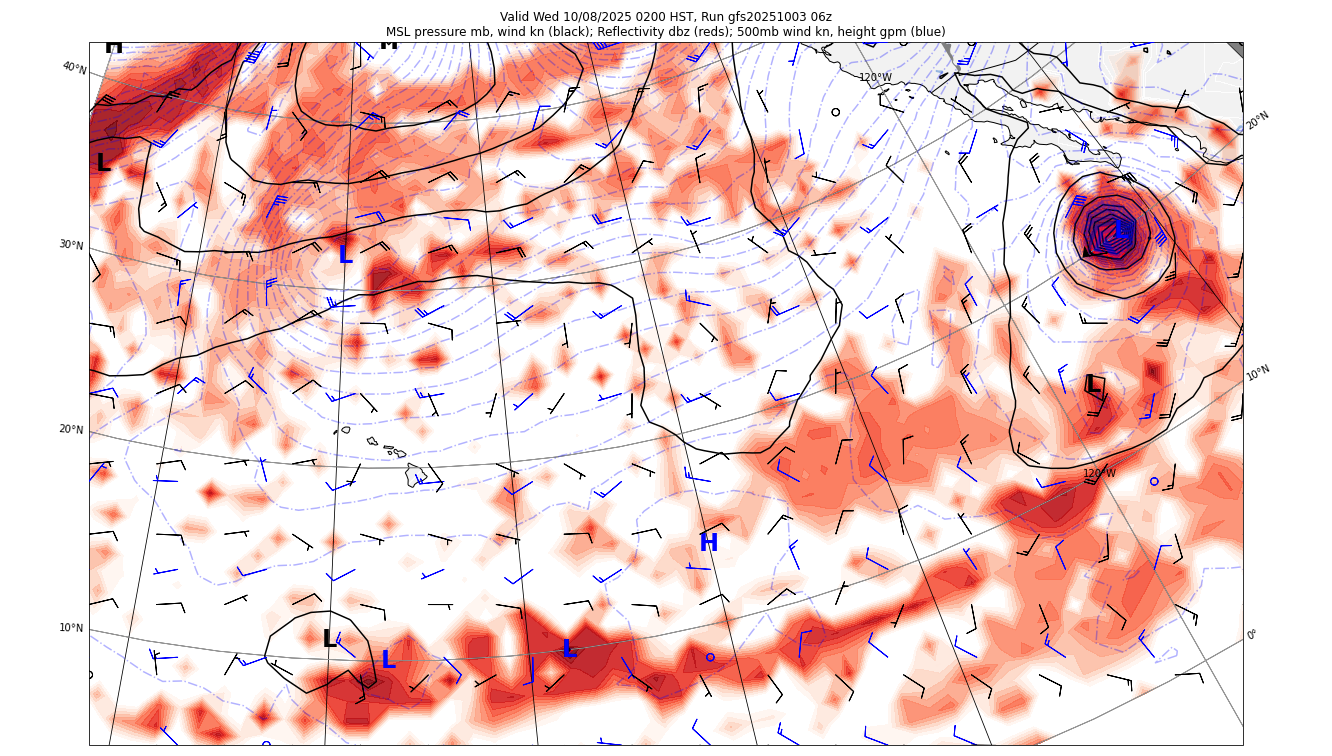 Valid Wed 10/08/2025 0200 HST, Run gfs20251003 06z
MSL pressure mb, wind kn (black); Reflectivity dbz (reds); 500mb wind kn, height gpm (blue)
H
H
40°N
120°W
20°N
L
L
30°N
L
L
10°N
20°N
120°W
H
10°N
L
L
L
0°